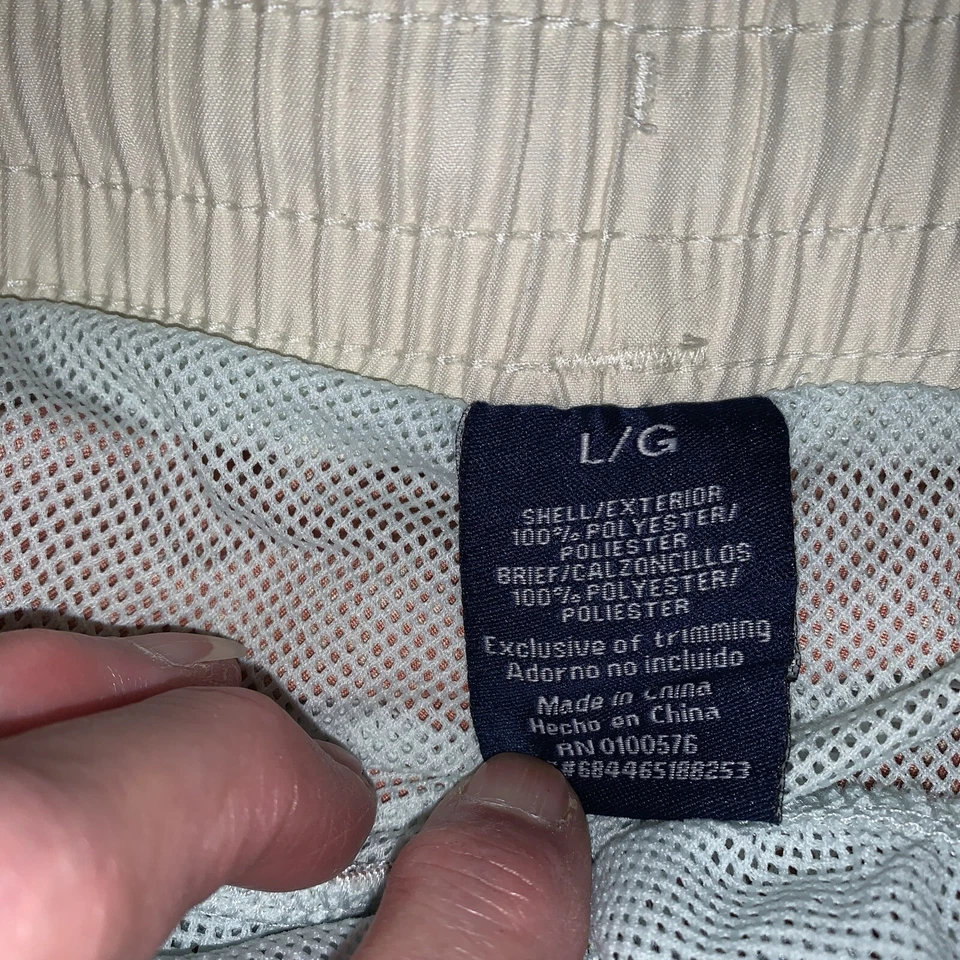 L/G
SHELL/EXTERIOR
100% POLYESTER/
POLIESTER
BRIEF/CALZONCILLOS
100% POLYESTER/
POLIESTER
Exclusive of trimming
Adorno no incluido
Made in China
Hecho en China
RN 0100576
#684465188253